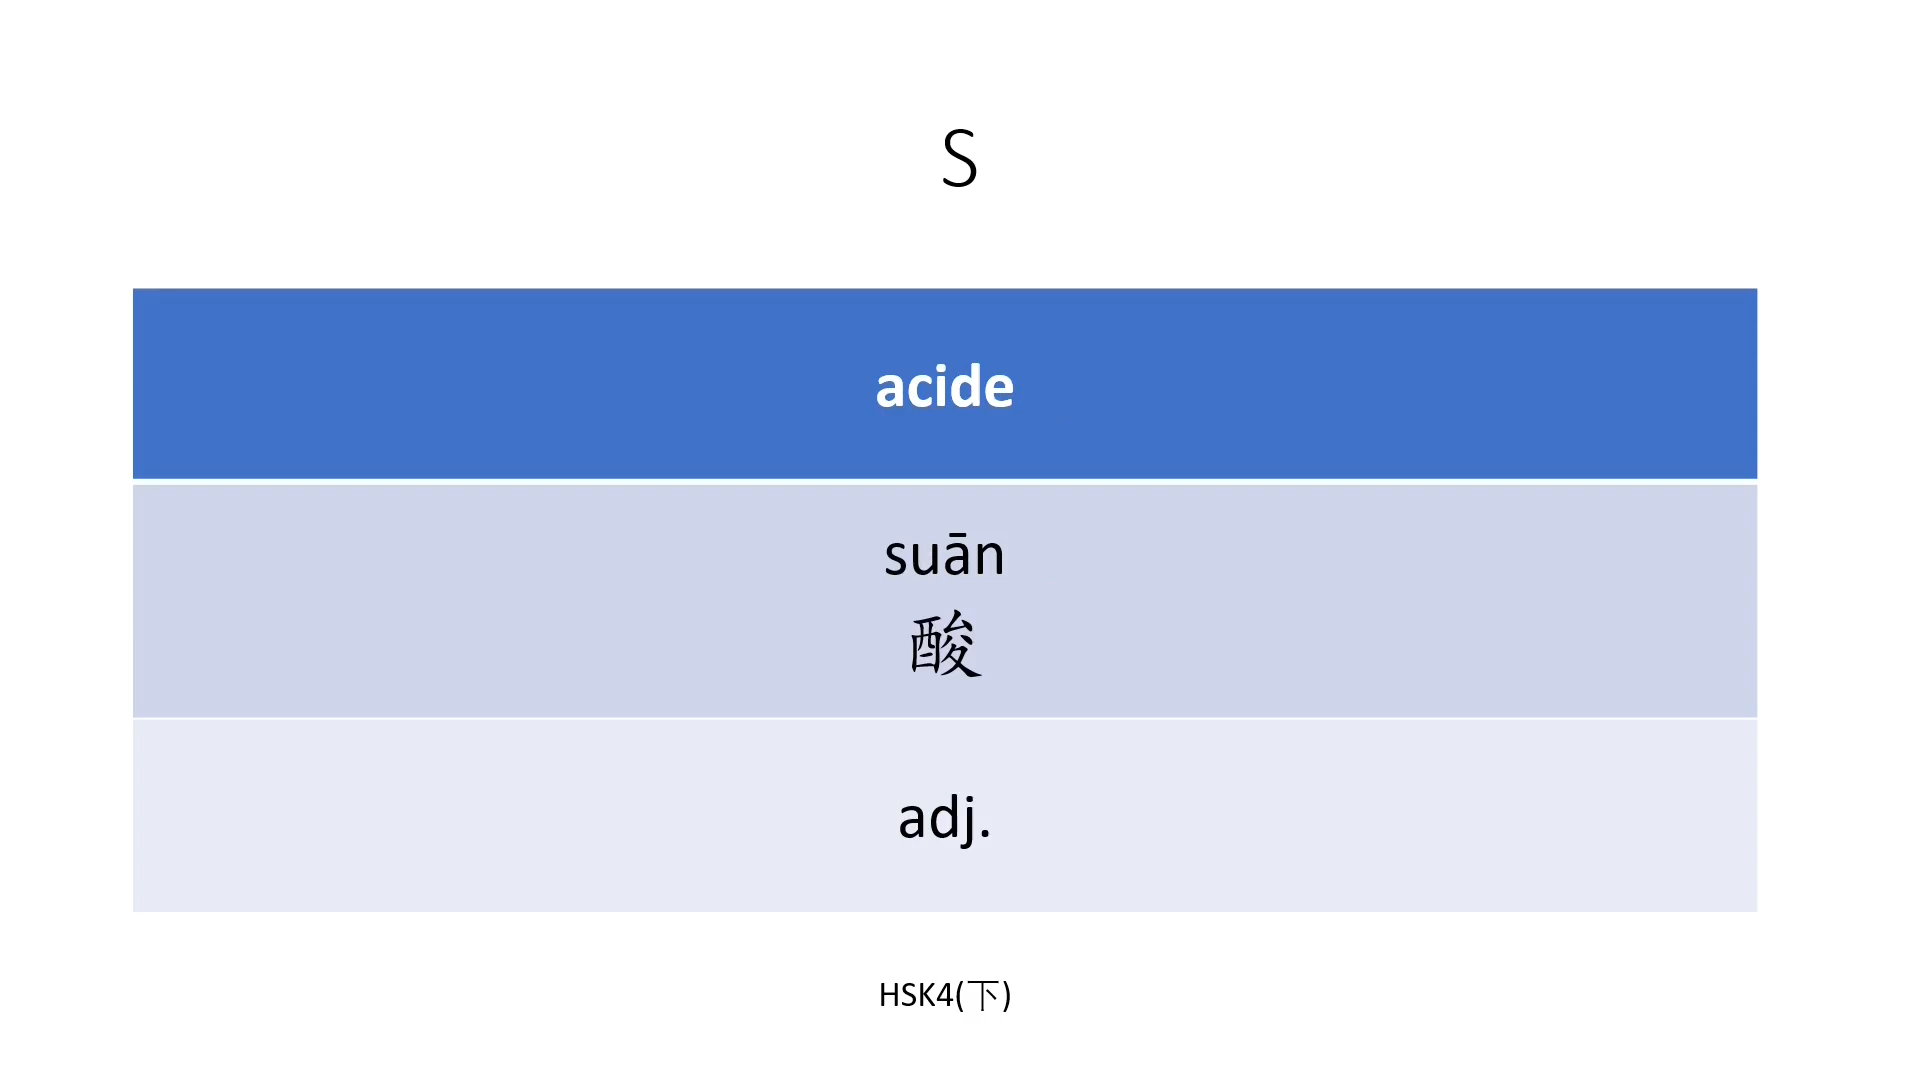 S
acide
suān
酸
adj.
HSK4(下)